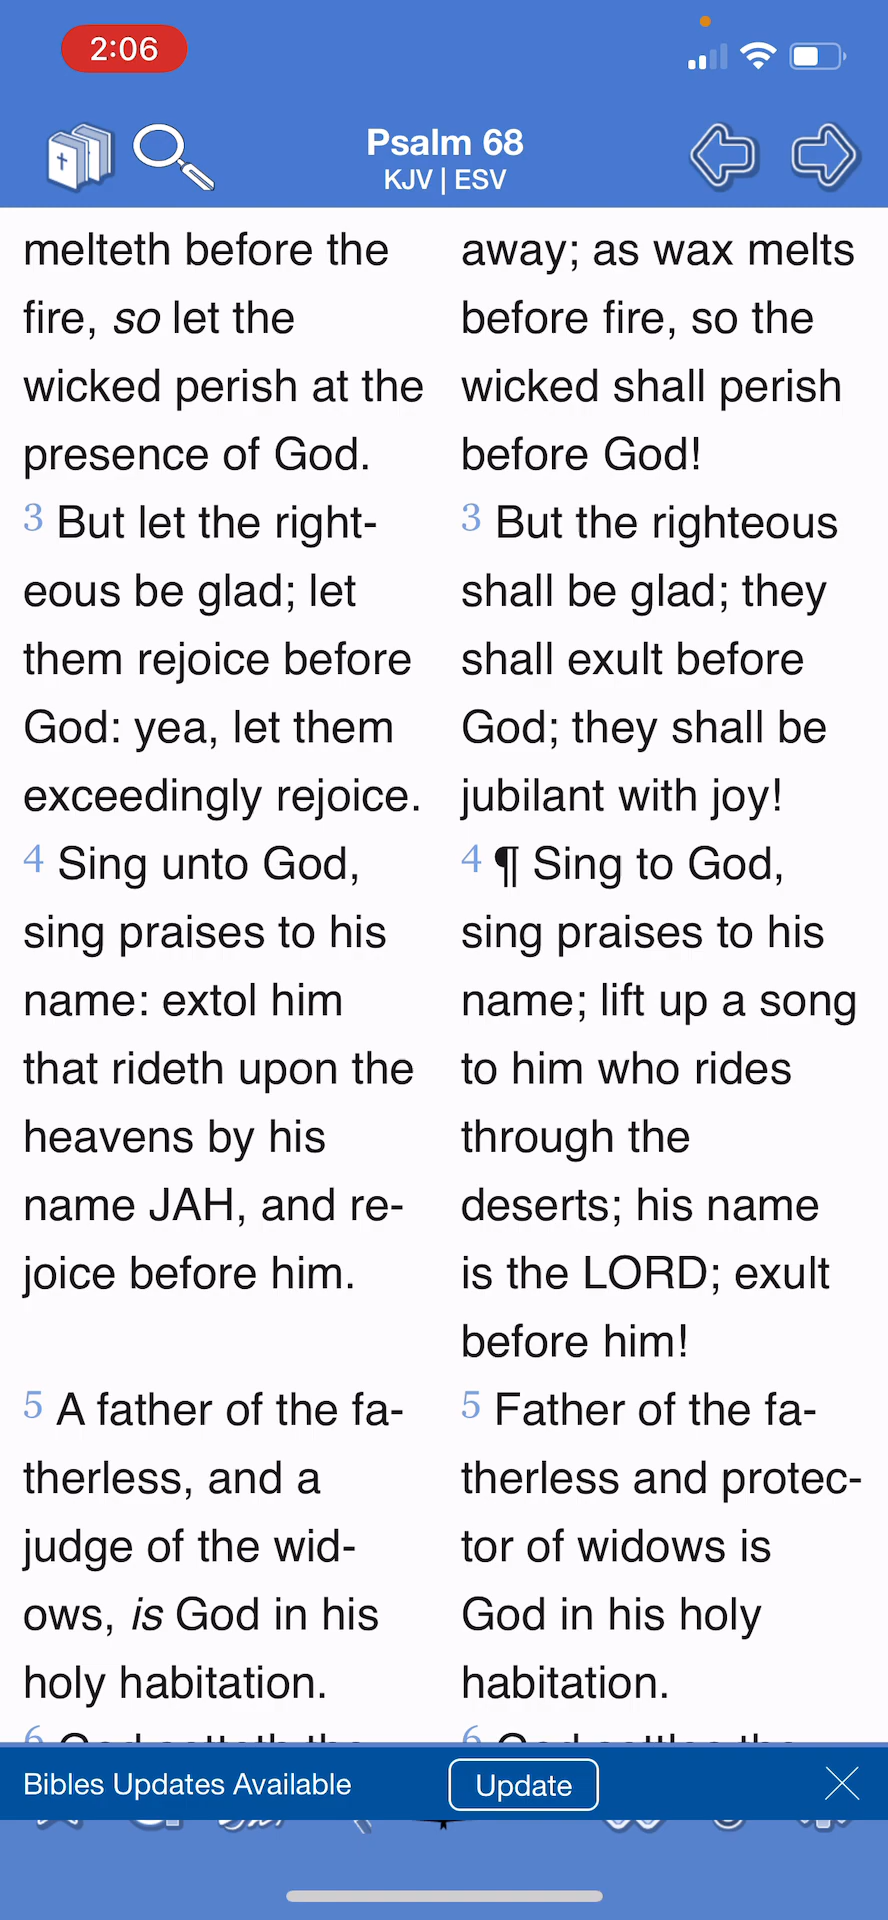 2:06
Psalm 68
KJV | ESV
melteth before the
fire, so let the
wicked perish at the
presence of God.
3 But let the right-
eous be glad; let
them rejoice before
God: yea, let them
exceedingly rejoice.
4 Sing unto God,
sing praises to his
name: extol him
that rideth upon the
heavens by his
name JAH, and re-
joice before him.
5 A father of the fa-
therless, and a
judge of the wid-
ows, is God in his
holy habitation.
6 God setteth the
away; as wax melts
before fire, so the
wicked shall perish
before God!
3 But the righteous
shall be glad; they
shall exult before
God; they shall be
jubilant with joy!
4 ¶ Sing to God,
sing praises to his
name; lift up a song
to him who rides
through the
deserts; his name
is the LORD; exult
before him!
5 Father of the fa-
therless and protec-
tor of widows is
God in his holy
habitation.
6 God settles the
Bibles Updates Available
Update